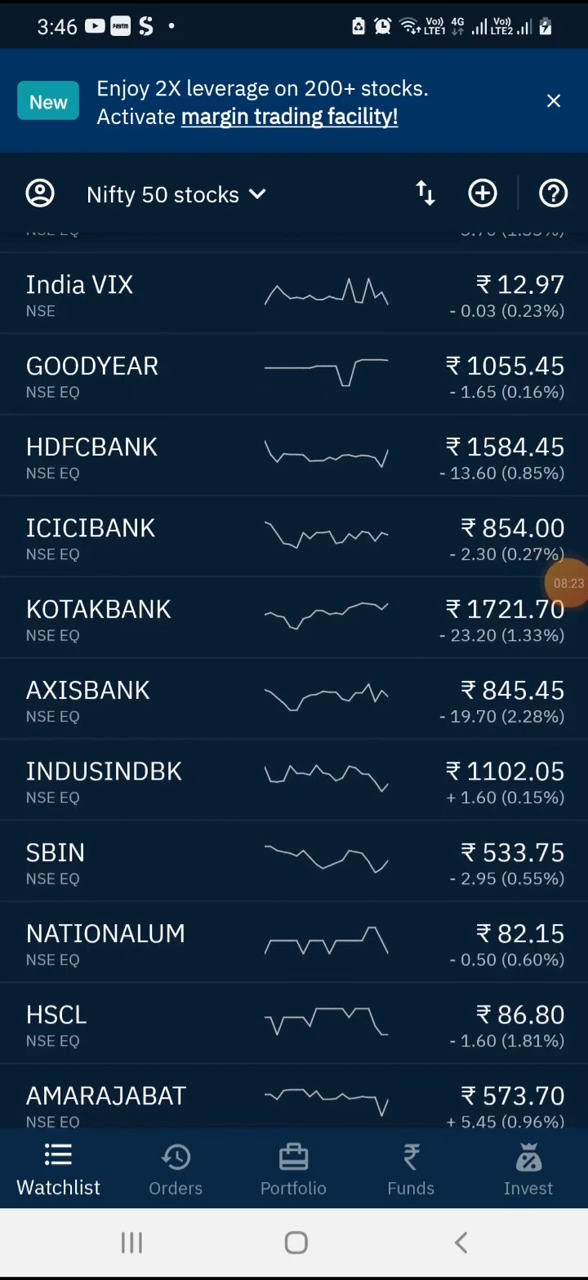 3:46
Vo) 4G Vo)
LTE1 LTE2
New
Enjoy 2X leverage on 200+ stocks.
Activate margin trading facility!
Nifty 50 stocks
India VIX ₹ 12.97
NSE - 0.03 (0.23%)
GOODYEAR ₹ 1055.45
NSE EQ - 1.65 (0.16%)
HDFCBANK ₹ 1584.45
NSE EQ - 13.60 (0.85%)
ICICIBANK ₹ 854.00
NSE EQ - 2.30 (0.27%)
08:23
KOTAKBANK ₹ 1721.70
NSE EQ - 23.20 (1.33%)
AXISBANK ₹ 845.45
NSE EQ - 19.70 (2.28%)
INDUSINDBK ₹ 1102.05
NSE EQ + 1.60 (0.15%)
SBIN ₹ 533.75
NSE EQ - 2.95 (0.55%)
NATIONALUM ₹ 82.15
NSE EQ - 0.50 (0.60%)
HSCL ₹ 86.80
NSE EQ - 1.60 (1.81%)
AMARAJABAT ₹ 573.70
NSE EQ + 5.45 (0.96%)
Watchlist Orders Portfolio Funds Invest